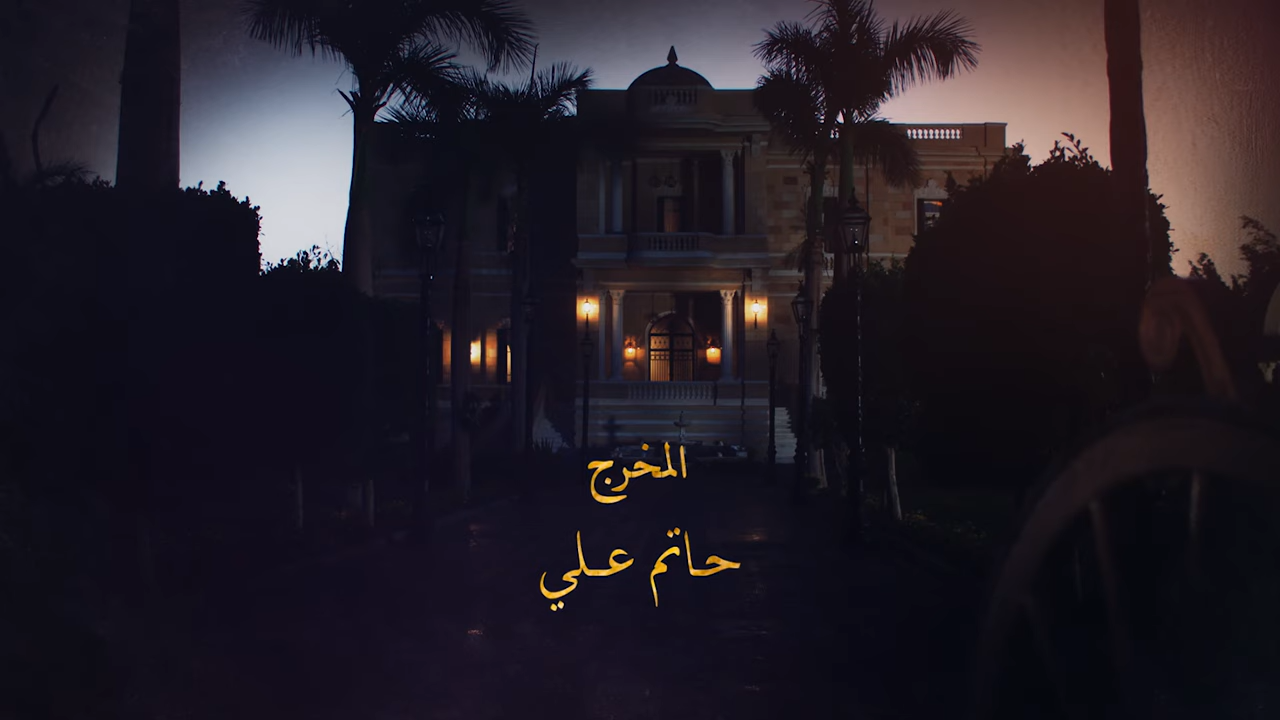 المخرج
حاتم علي